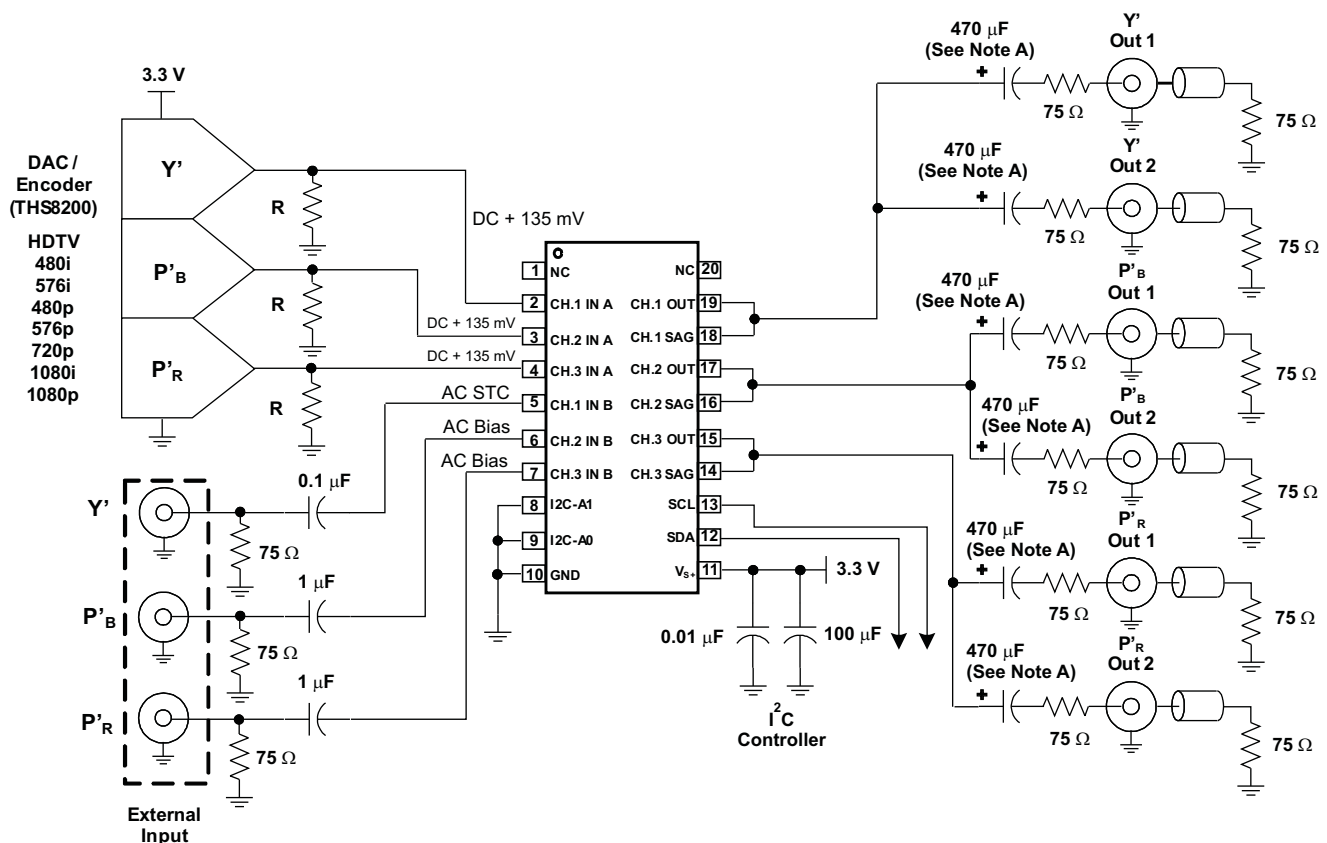 3.3 V
DAC /
Encoder
(THS8200)
HDTV
480i
576i
480p
576p
720p
1080i
1080p
Y'
P'B
P'R
R
R
R
DC + 135 mV
DC + 135 mV
DC + 135 mV
AC STC
AC Bias
AC Bias
0.1 µF
1 µF
1 µF
Y'
P'B
P'R
75 Ω
75 Ω
75 Ω
External
Input
1 NC
2 CH.1 IN A
3 CH.2 IN A
4 CH.3 IN A
5 CH.1 IN B
6 CH.2 IN B
7 CH.3 IN B
8 I2C-A1
9 I2C-A0
10 GND
NC 20
CH.1 OUT 19
CH.1 SAG 18
CH.2 OUT 17
CH.2 SAG 16
CH.3 OUT 15
CH.3 SAG 14
SCL 13
SDA 12
VS+ 11
3.3 V
0.01 µF
100 µF
I2C
Controller
470 µF
(See Note A)
+
75 Ω
Y'
Out 1
75 Ω
470 µF
(See Note A)
+
75 Ω
Y'
Out 2
75 Ω
470 µF
(See Note A)
+
75 Ω
P'B
Out 1
75 Ω
470 µF
(See Note A)
+
75 Ω
P'B
Out 2
75 Ω
470 µF
(See Note A)
+
75 Ω
P'R
Out 1
75 Ω
470 µF
(See Note A)
+
75 Ω
P'R
Out 2
75 Ω